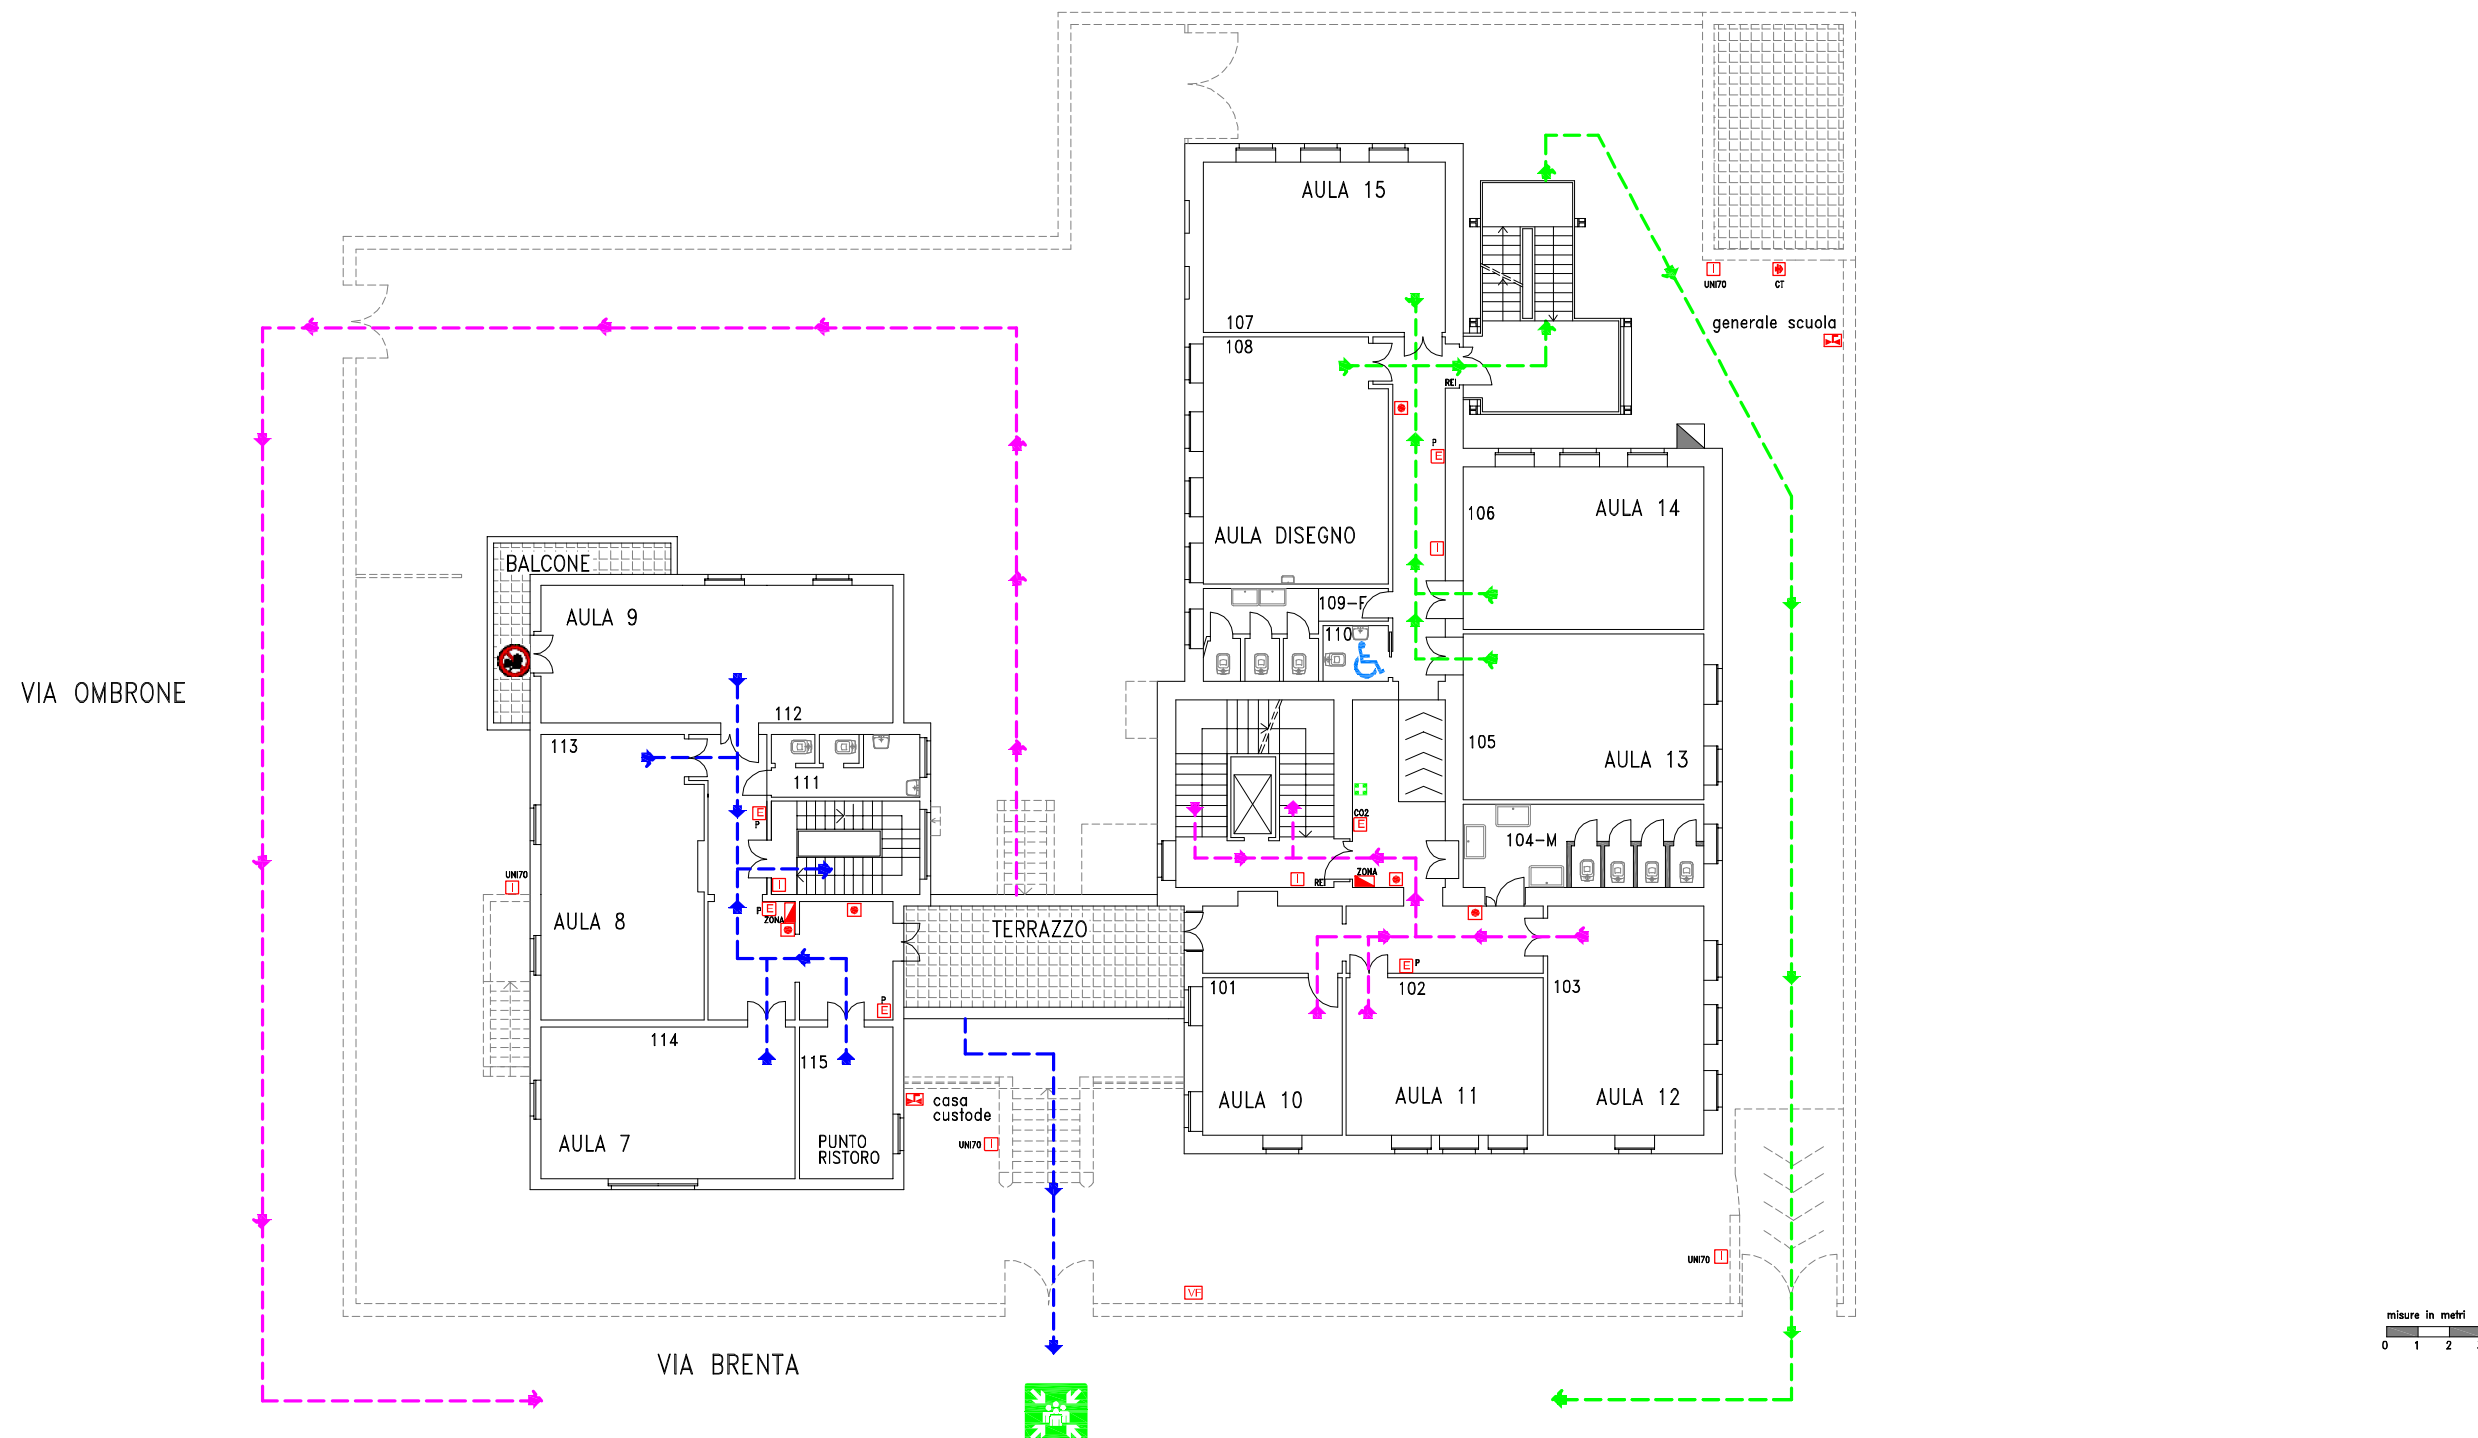 AULA 15
107
108
UNI70
CT
generale scuola
REI
P
E
I
AULA 14
106
AULA DISEGNO
BALCONE
AULA 9
109-F
110
VIA OMBRONE
112
113
105
AULA 13
111
E
P
CO2
E
104-M
UNI70
I
I
ZONA
I
REI
P
E
ZONA
AULA 8
TERRAZZO
E
P
101
102
103
P
E
114
115
casa
custode
AULA 10
AULA 11
AULA 12
AULA 7
PUNTO
RISTORO
UNI70
I
UNI70
I
VF
misure in metri
0 1 2
VIA BRENTA